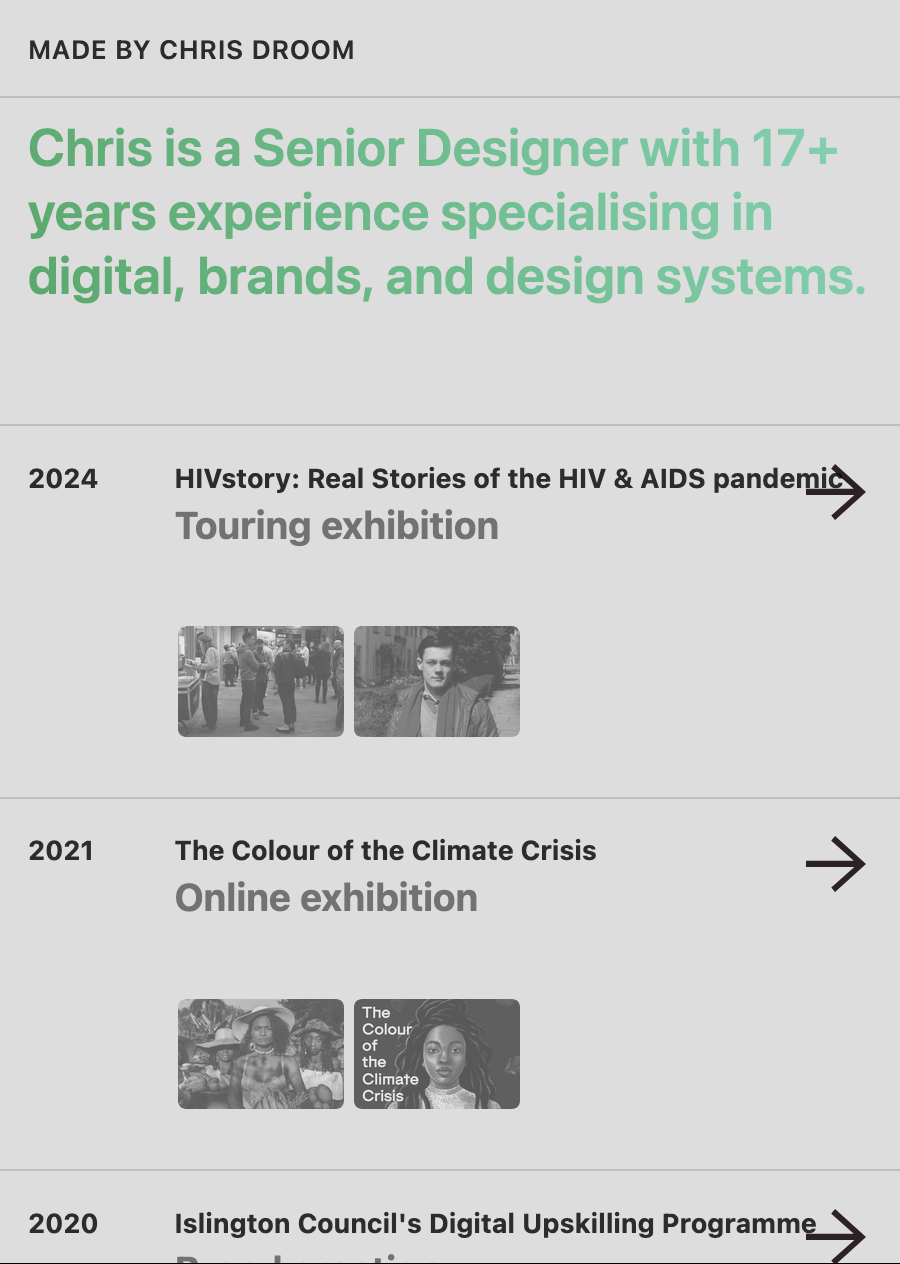 MADE BY CHRIS DROOM
Chris is a Senior Designer with 17+
years experience specialising in
digital, brands, and design systems.
2024
HIVstory: Real Stories of the HIV & AIDS pandemic
Touring exhibition
2021
The Colour of the Climate Crisis
Online exhibition
The
Colour
of
the
Climate
Crisis
2020
Islington Council's Digital Upskilling Programme